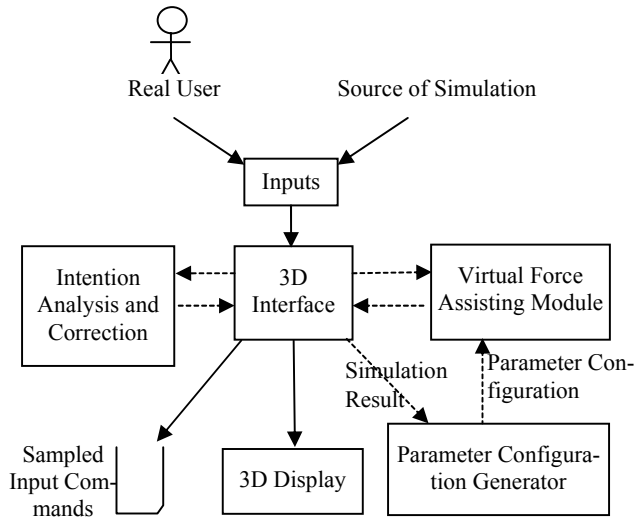 Real User
Source of Simulation
Inputs
Intention
Analysis and
Correction
3D
Interface
Virtual Force
Assisting Module
Simulation
Result
Parameter Con-
figuration
Sampled
Input Com-
mands
3D Display
Parameter Configura-
tion Generator